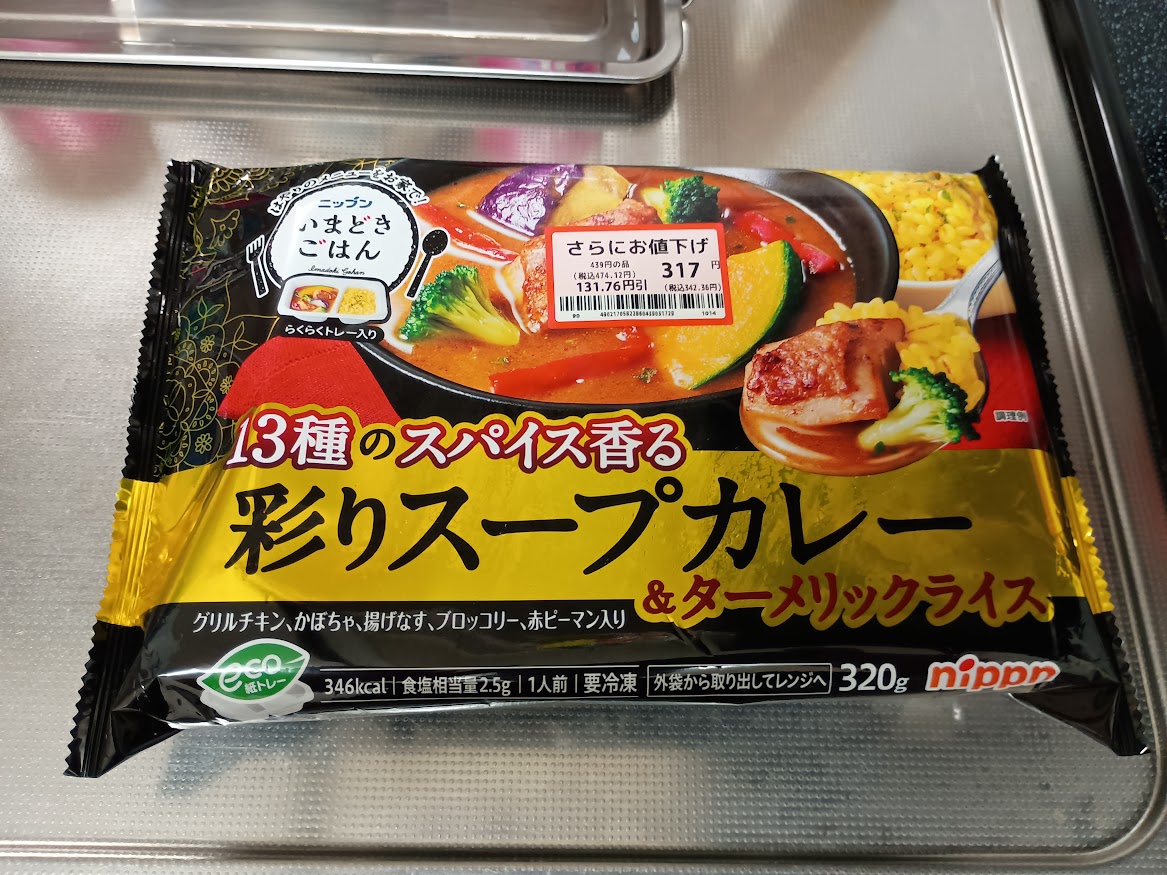 はやりのメニューをお家で!
ニップン
いまどき
ごはん
Imadoki Gohan
らくらくトレー入り
さらにお値下げ
439円の品
(税込474.12円)
131.76円引
317円
(税込342.36円)
1014
調理例
13種のスパイス香る
彩りスープカレー
&ターメリックライス
グリルチキン、かぼちゃ、揚げなす、ブロッコリー、赤ピーマン入り
eco
紙トレー
346kcal 食塩相当量2.5g 1人前 要冷凍 外袋から取り出してレンジへ 320g
nippn